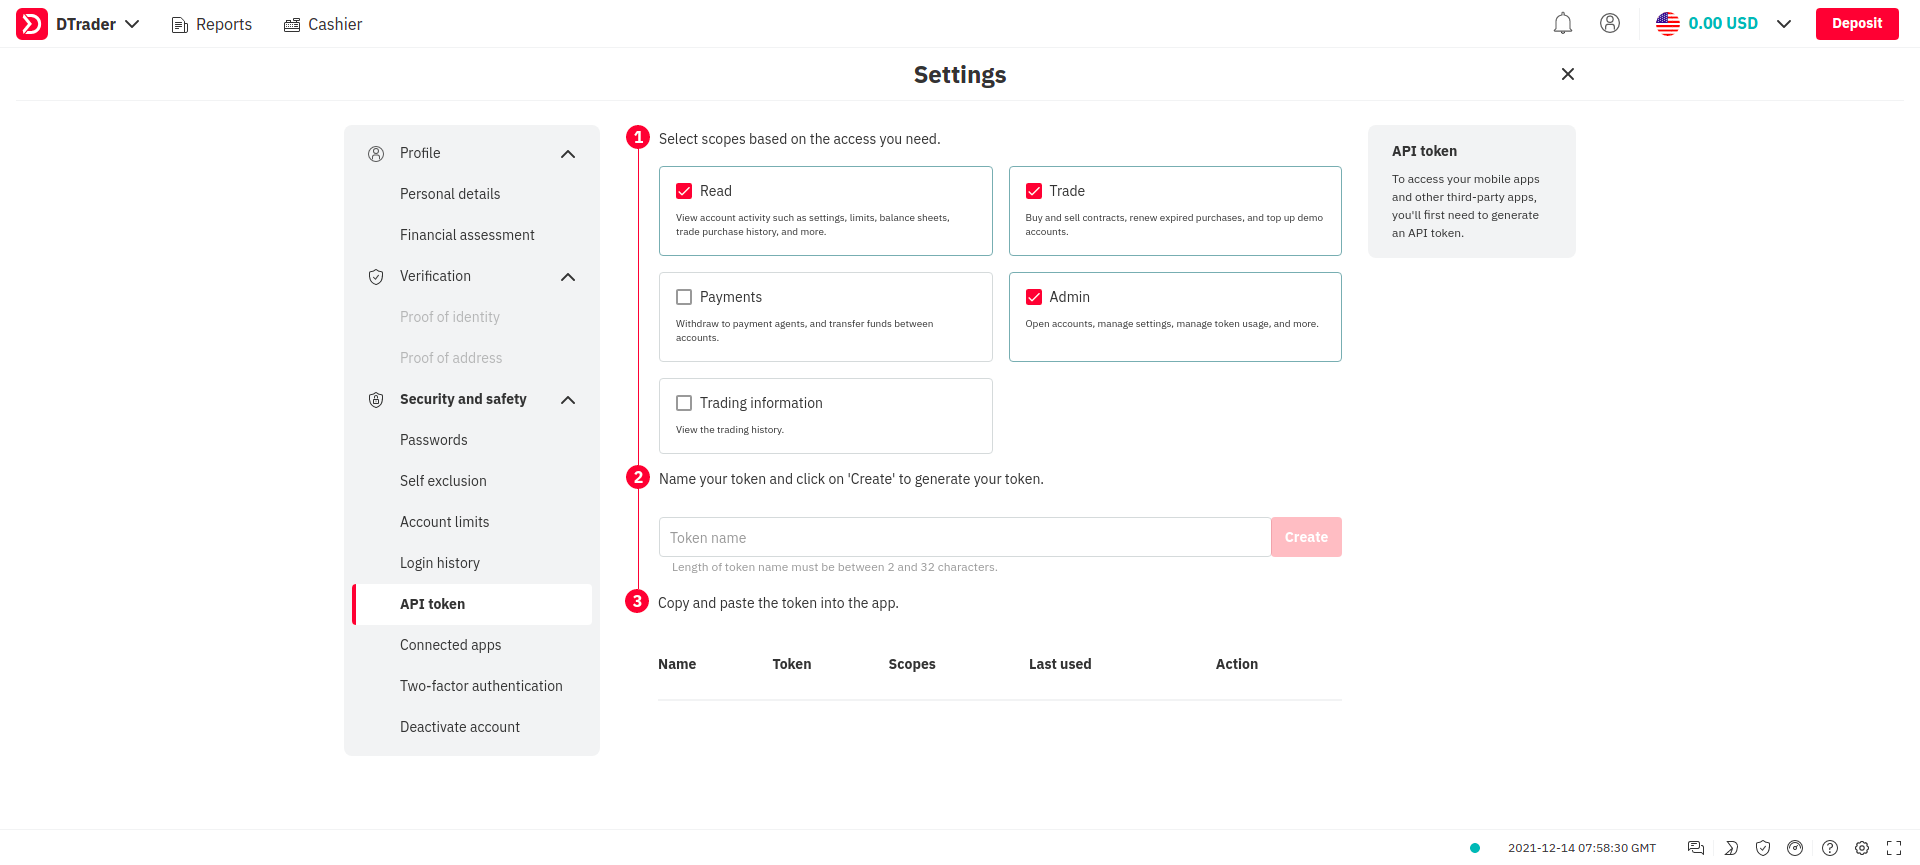 DTrader
Reports
Cashier
0.00 USD
Deposit
Settings
Profile
Personal details
Financial assessment
Verification
Proof of identity
Proof of address
Security and safety
Passwords
Self exclusion
Account limits
Login history
API token
Connected apps
Two-factor authentication
Deactivate account
1
Select scopes based on the access you need.
Read
View account activity such as settings, limits, balance sheets,
trade purchase history, and more.
Trade
Buy and sell contracts, renew expired purchases, and top up demo
accounts.
Payments
Withdraw to payment agents, and transfer funds between
accounts.
Admin
Open accounts, manage settings, manage token usage, and more.
Trading information
View the trading history.
2
Name your token and click on 'Create' to generate your token.
Token name
Create
Length of token name must be between 2 and 32 characters.
3
Copy and paste the token into the app.
Name
Token
Scopes
Last used
Action
API token
To access your mobile apps
and other third-party apps,
you'll first need to generate
an API token.
2021-12-14 07:58:30 GMT